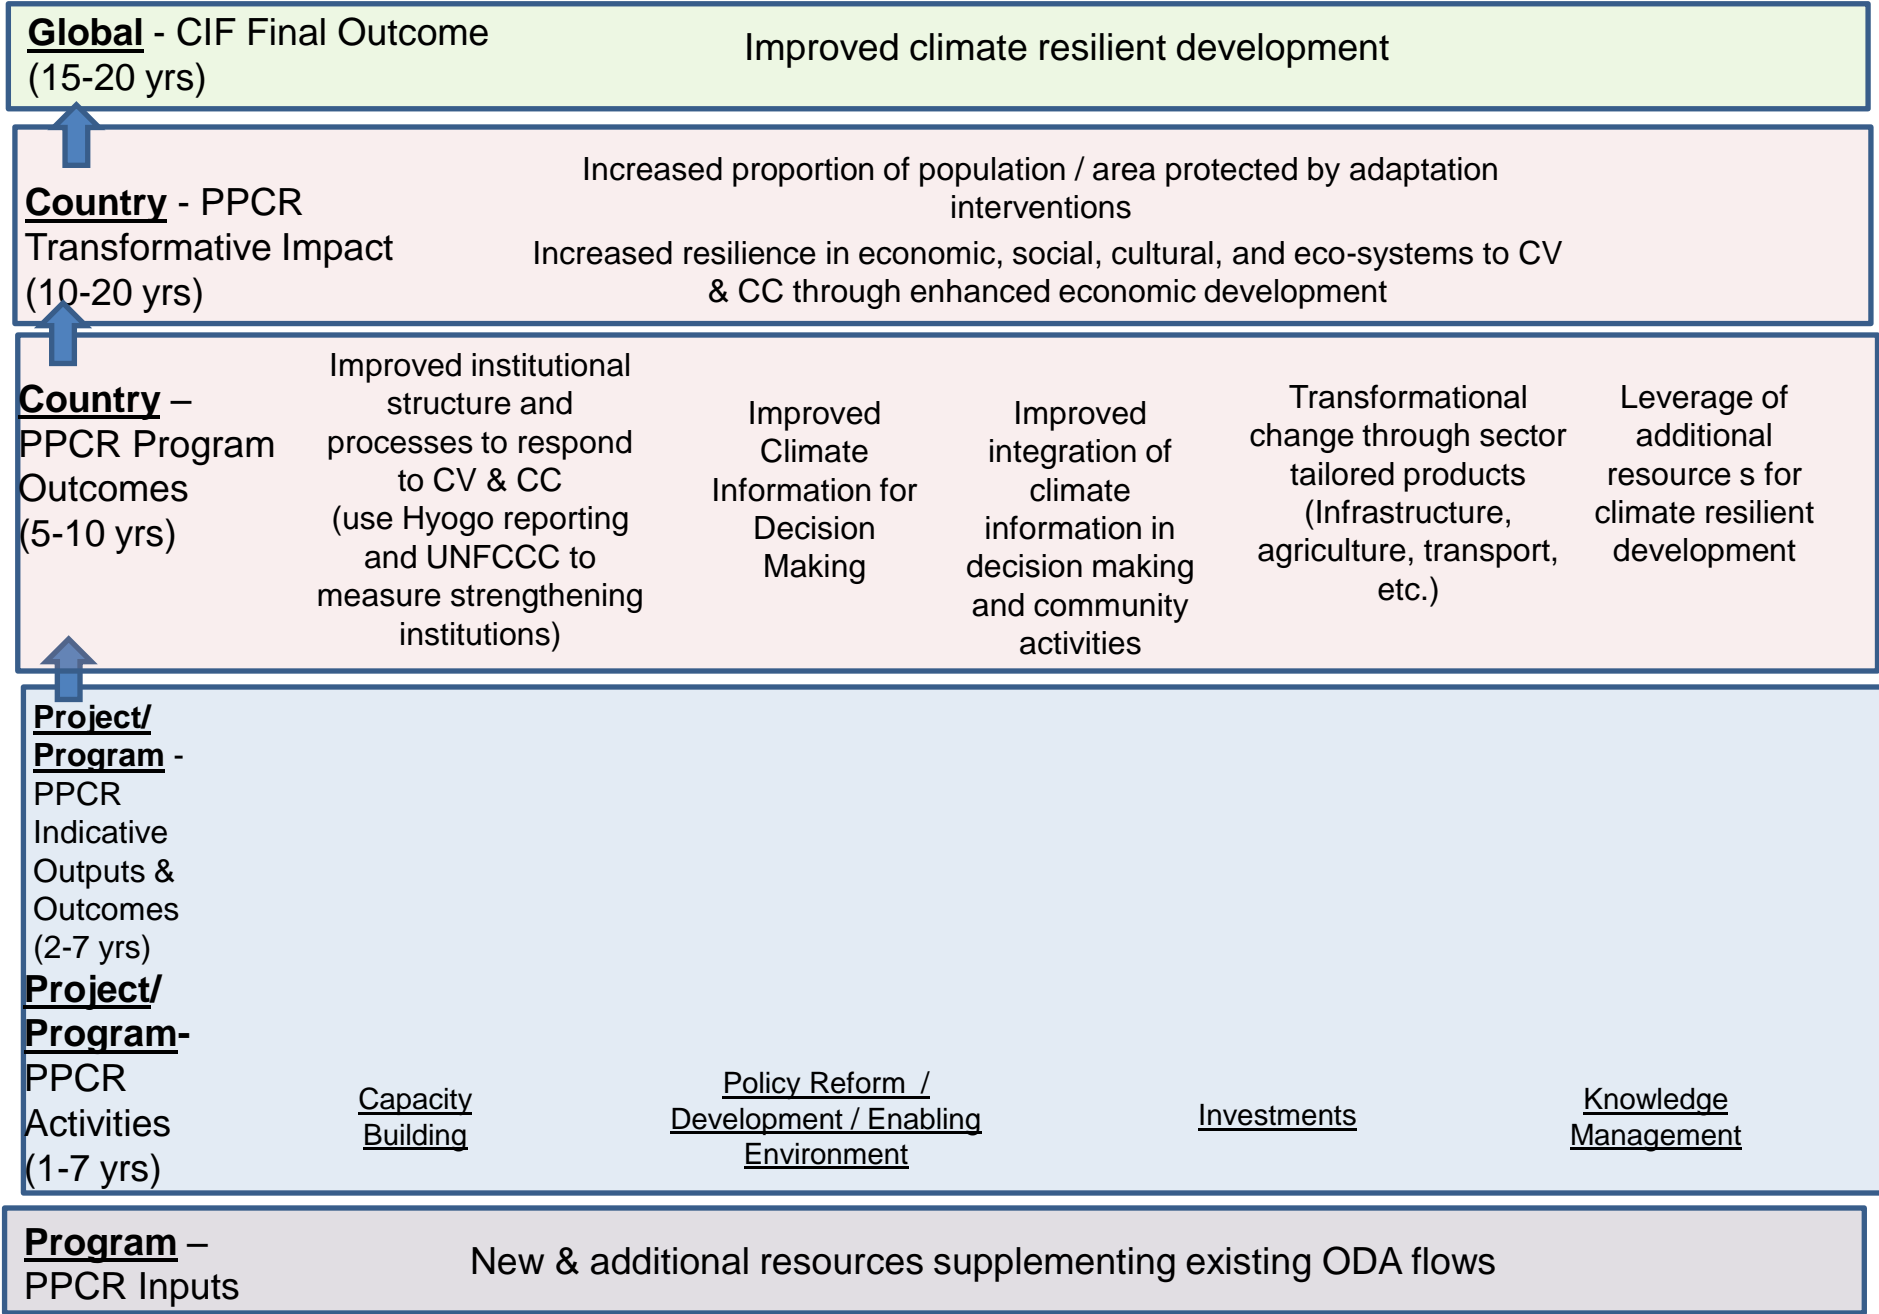 Global - CIF Final Outcome
(15-20 yrs)
Improved climate resilient development
Country - PPCR
Transformative Impact
(10-20 yrs)
Increased proportion of population / area protected by adaptation
interventions
Increased resilience in economic, social, cultural, and eco-systems to CV
& CC through enhanced economic development
Country –
PPCR Program
Outcomes
(5-10 yrs)
Improved institutional
structure and
processes to respond
to CV & CC
(use Hyogo reporting
and UNFCCC to
measure strengthening
institutions)
Improved
Climate
Information for
Decision
Making
Improved
integration of
climate
information in
decision making
and community
activities
Transformational
change through sector
tailored products
(Infrastructure,
agriculture, transport,
etc.)
Leverage of
additional
resource s for
climate resilient
development
Project/
Program -
PPCR
Indicative
Outputs &
Outcomes
(2-7 yrs)
Project/
Program-
PPCR
Activities
(1-7 yrs)
Capacity
Building
Policy Reform /
Development / Enabling
Environment
Investments
Knowledge
Management
Program –
PPCR Inputs
New & additional resources supplementing existing ODA flows